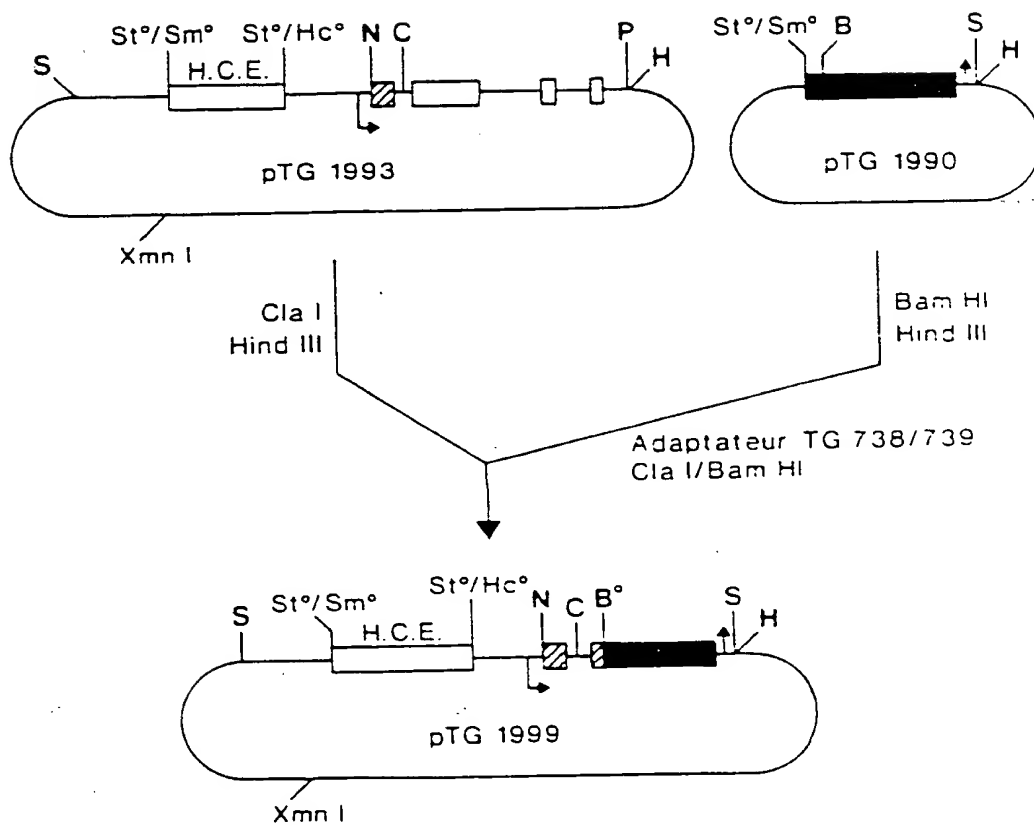 St°/Sm° St°/Hc° N C P
S H.C.E. H
pTG 1993
Xmn I
St°/Sm° B S
H
pTG 1990
Cla I
Hind III
Bam HI
Hind III
Adaptateur TG 738/739
Cla I/Bam HI
St°/Hc°
S St°/Sm° N C B° S H
H.C.E.
pTG 1999
Xmn I